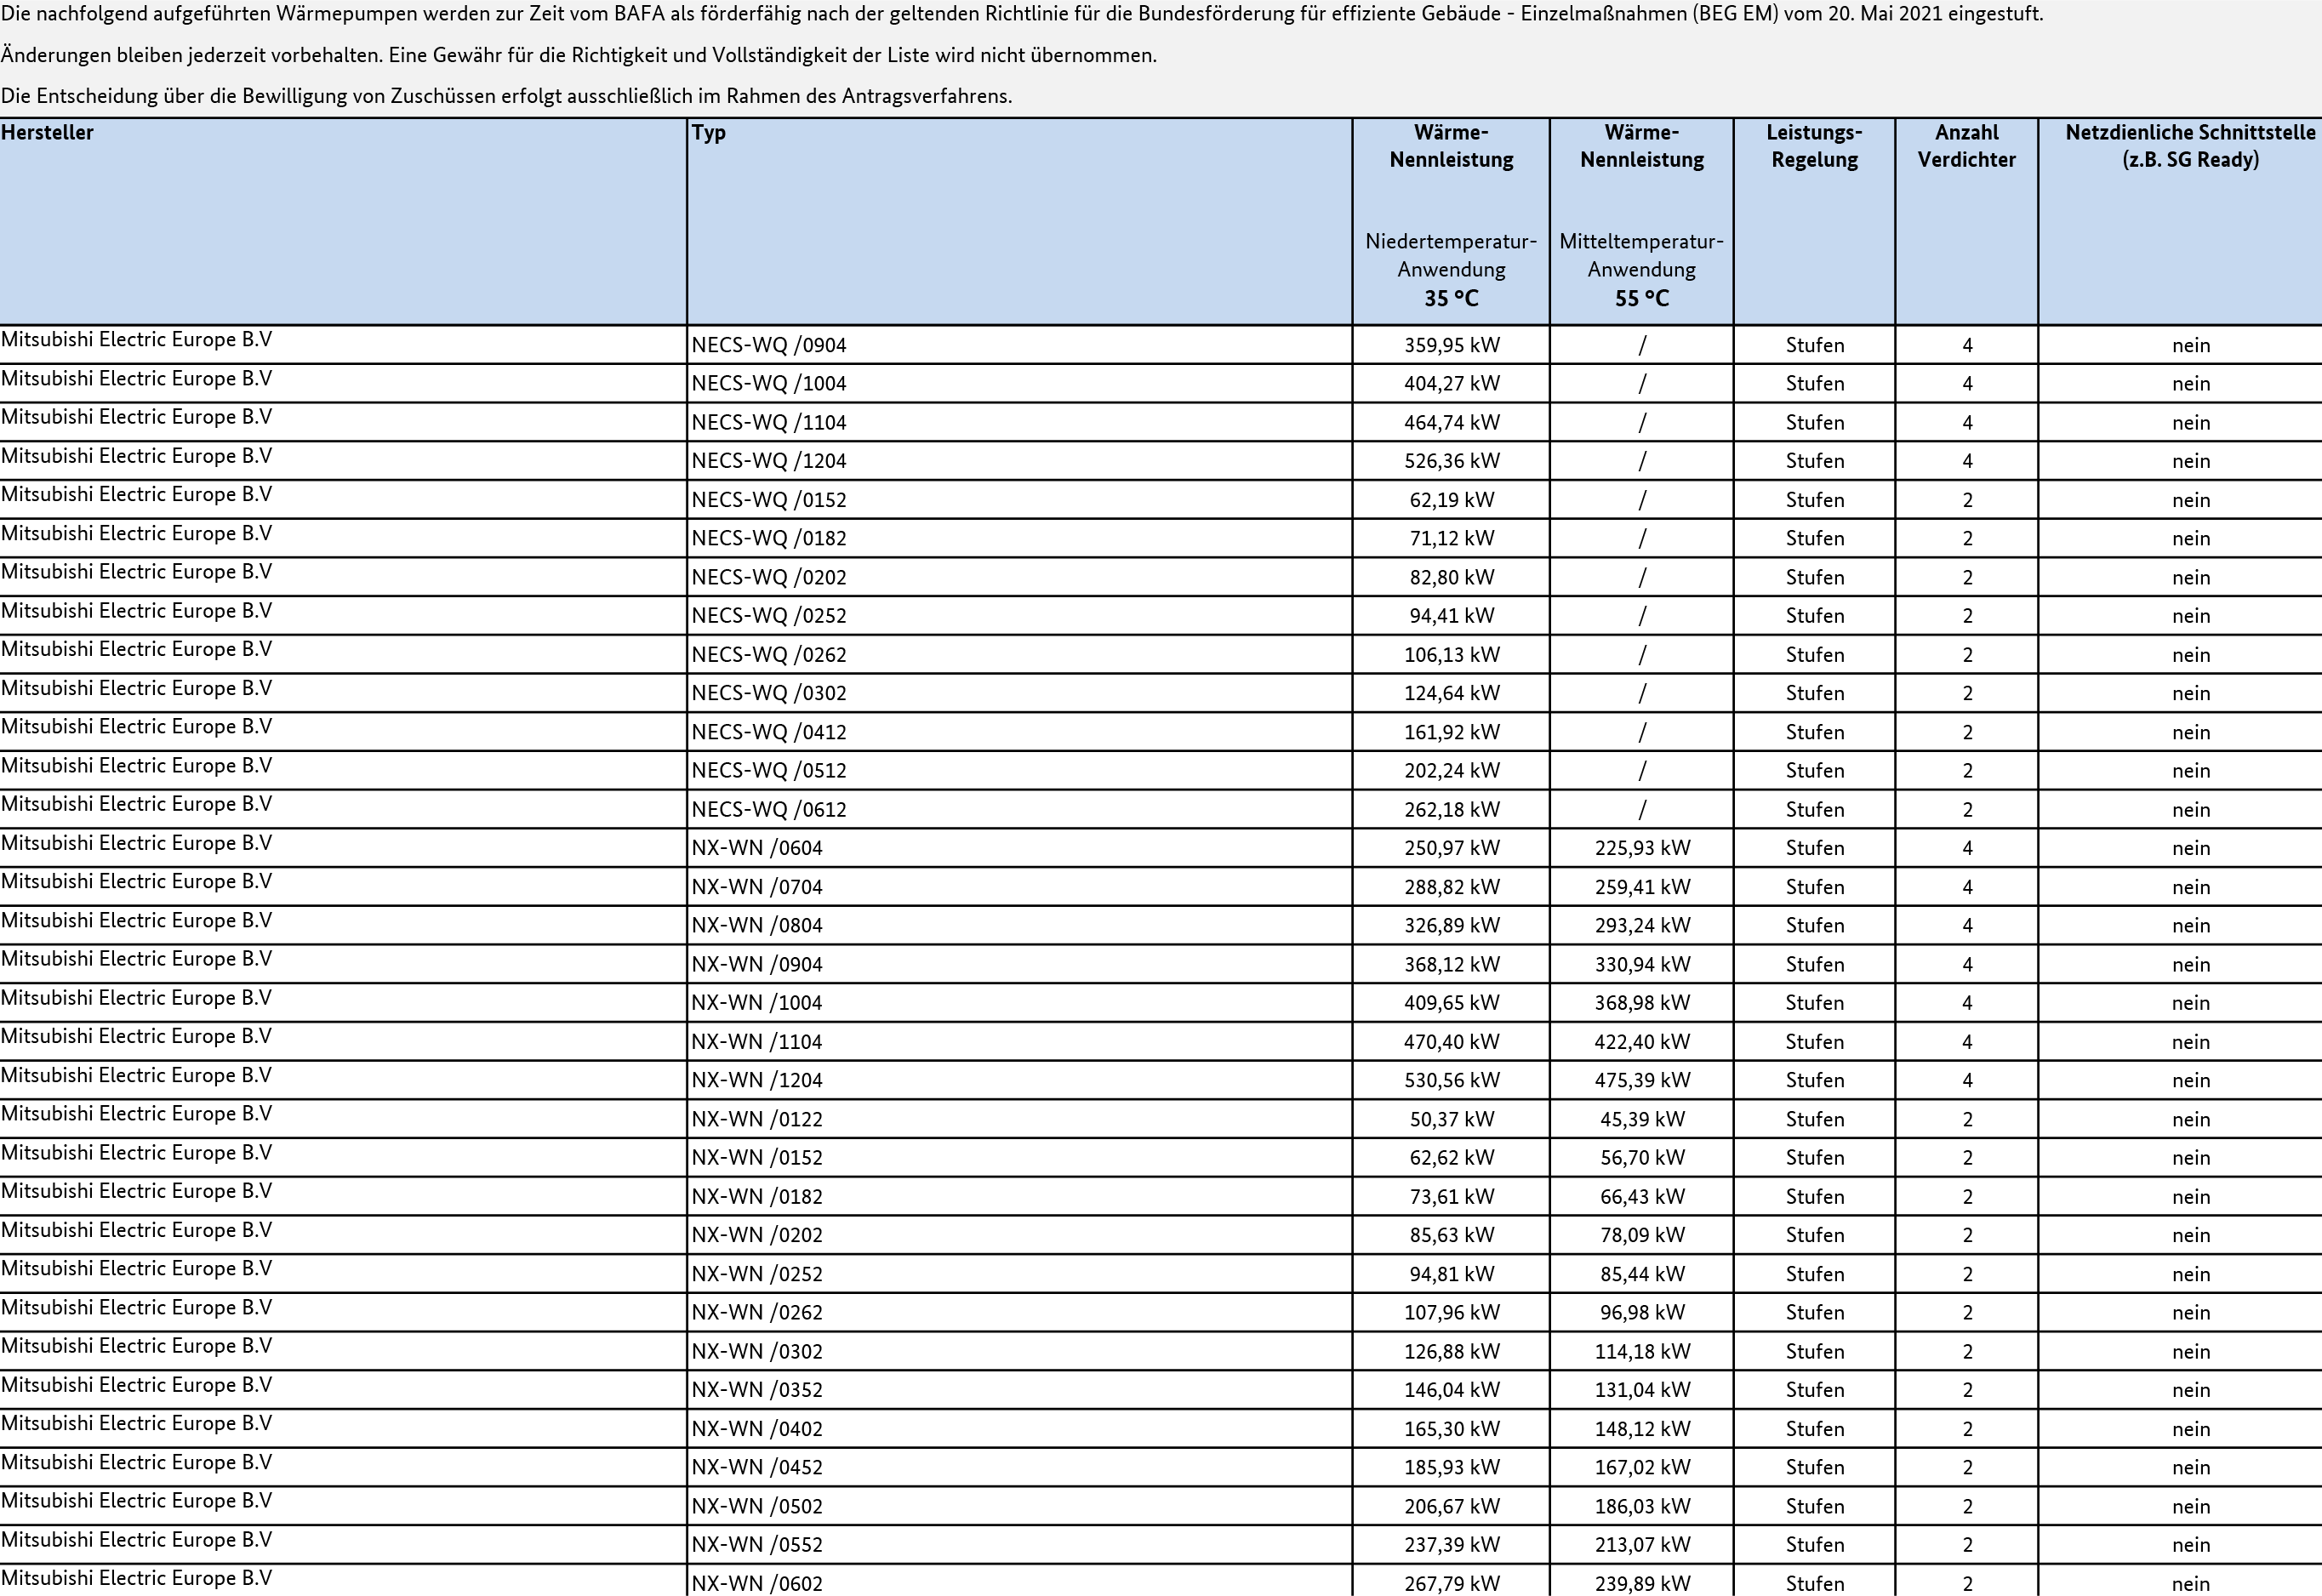 Die nachfolgend aufgeführten Wärmepumpen werden zur Zeit vom BAFA als förderfähig nach der geltenden Richtlinie für die Bundesförderung für effiziente Gebäude - Einzelmaßnahmen (BEG EM) vom 20. Mai 2021 eingestuft.
Änderungen bleiben jederzeit vorbehalten. Eine Gewähr für die Richtigkeit und Vollständigkeit der Liste wird nicht übernommen.
Die Entscheidung über die Bewilligung von Zuschüssen erfolgt ausschließlich im Rahmen des Antragsverfahrens.
Hersteller Typ Wärme- Wärme- Leistungs- Anzahl Netzdienliche Schnittstelle
Nennleistung Nennleistung Regelung Verdichter (z.B. SG Ready)
Niedertemperatur- Mitteltemperatur-
Anwendung Anwendung
35 °C 55 °C
Mitsubishi Electric Europe B.V NECS-WQ /0904 359,95 kW / Stufen 4 nein
Mitsubishi Electric Europe B.V NECS-WQ /1004 404,27 kW / Stufen 4 nein
Mitsubishi Electric Europe B.V NECS-WQ /1104 464,74 kW / Stufen 4 nein
Mitsubishi Electric Europe B.V NECS-WQ /1204 526,36 kW / Stufen 4 nein
Mitsubishi Electric Europe B.V NECS-WQ /0152 62,19 kW / Stufen 2 nein
Mitsubishi Electric Europe B.V NECS-WQ /0182 71,12 kW / Stufen 2 nein
Mitsubishi Electric Europe B.V NECS-WQ /0202 82,80 kW / Stufen 2 nein
Mitsubishi Electric Europe B.V NECS-WQ /0252 94,41 kW / Stufen 2 nein
Mitsubishi Electric Europe B.V NECS-WQ /0262 106,13 kW / Stufen 2 nein
Mitsubishi Electric Europe B.V NECS-WQ /0302 124,64 kW / Stufen 2 nein
Mitsubishi Electric Europe B.V NECS-WQ /0412 161,92 kW / Stufen 2 nein
Mitsubishi Electric Europe B.V NECS-WQ /0512 202,24 kW / Stufen 2 nein
Mitsubishi Electric Europe B.V NECS-WQ /0612 262,18 kW / Stufen 2 nein
Mitsubishi Electric Europe B.V NX-WN /0604 250,97 kW 225,93 kW Stufen 4 nein
Mitsubishi Electric Europe B.V NX-WN /0704 288,82 kW 259,41 kW Stufen 4 nein
Mitsubishi Electric Europe B.V NX-WN /0804 326,89 kW 293,24 kW Stufen 4 nein
Mitsubishi Electric Europe B.V NX-WN /0904 368,12 kW 330,94 kW Stufen 4 nein
Mitsubishi Electric Europe B.V NX-WN /1004 409,65 kW 368,98 kW Stufen 4 nein
Mitsubishi Electric Europe B.V NX-WN /1104 470,40 kW 422,40 kW Stufen 4 nein
Mitsubishi Electric Europe B.V NX-WN /1204 530,56 kW 475,39 kW Stufen 4 nein
Mitsubishi Electric Europe B.V NX-WN /0122 50,37 kW 45,39 kW Stufen 2 nein
Mitsubishi Electric Europe B.V NX-WN /0152 62,62 kW 56,70 kW Stufen 2 nein
Mitsubishi Electric Europe B.V NX-WN /0182 73,61 kW 66,43 kW Stufen 2 nein
Mitsubishi Electric Europe B.V NX-WN /0202 85,63 kW 78,09 kW Stufen 2 nein
Mitsubishi Electric Europe B.V NX-WN /0252 94,81 kW 85,44 kW Stufen 2 nein
Mitsubishi Electric Europe B.V NX-WN /0262 107,96 kW 96,98 kW Stufen 2 nein
Mitsubishi Electric Europe B.V NX-WN /0302 126,88 kW 114,18 kW Stufen 2 nein
Mitsubishi Electric Europe B.V NX-WN /0352 146,04 kW 131,04 kW Stufen 2 nein
Mitsubishi Electric Europe B.V NX-WN /0402 165,30 kW 148,12 kW Stufen 2 nein
Mitsubishi Electric Europe B.V NX-WN /0452 185,93 kW 167,02 kW Stufen 2 nein
Mitsubishi Electric Europe B.V NX-WN /0502 206,67 kW 186,03 kW Stufen 2 nein
Mitsubishi Electric Europe B.V NX-WN /0552 237,39 kW 213,07 kW Stufen 2 nein
Mitsubishi Electric Europe B.V NX-WN /0602 267,79 kW 239,89 kW Stufen 2 nein